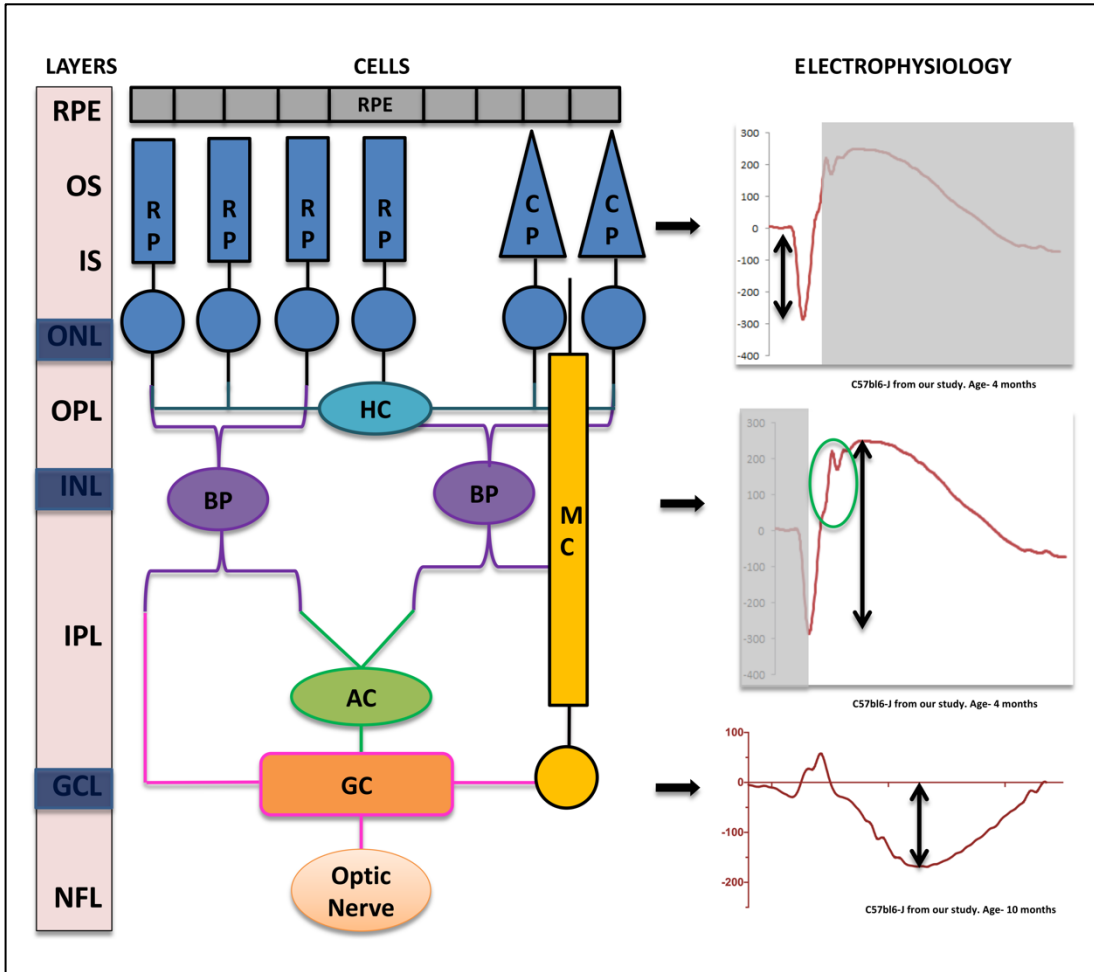 LAYERS
CELLS
ELECTROPHYSIOLOGY
RPE
OS
IS
ONL
OPL
INL
IPL
GCL
NFL
RPE
R
P
R
P
R
P
R
P
C
P
C
P
HC
BP
BP
M
C
AC
GC
Optic
Nerve
300
200
100
0
-100
-200
-300
-400
C57bl6-J from our study. Age- 4 months
300
200
100
0
-100
-200
-300
-400
C57bl6-J from our study. Age- 4 months
100
0
-100
-200
C57bl6-J from our study. Age- 10 months